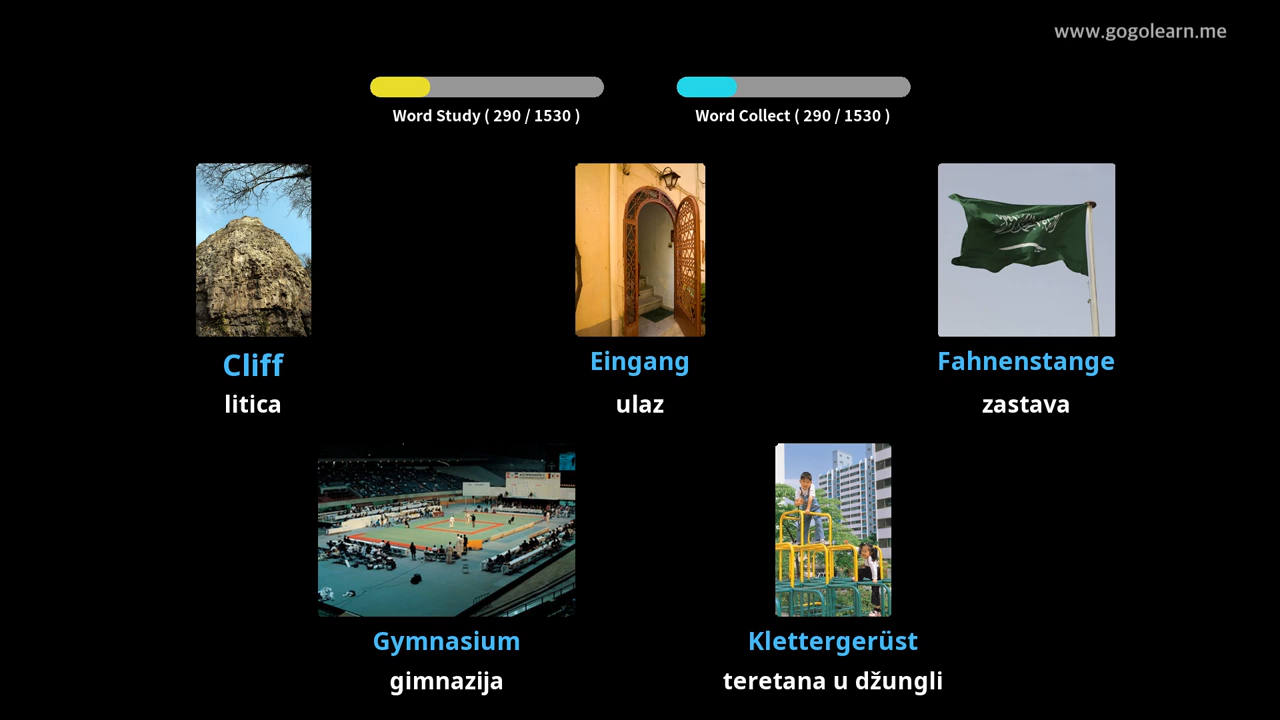 www.gogolearn.me
Word Study ( 290 / 1530 )
Word Collect ( 290 / 1530 )
Cliff
litica
Eingang
ulaz
Fahnenstange
zastava
Gymnasium
gimnazija
Klettergerüst
teretana u džungli